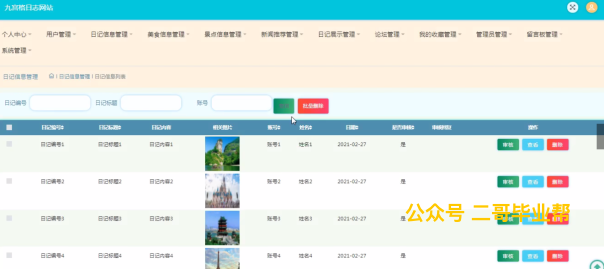 九宫格日志网站
个人中心 用户管理 日记信息管理 美食信息管理 景点信息管理 新闻推荐管理 日记展示管理 论坛管理 我的收藏管理 管理员管理 留言板管理
系统管理
日记信息管理 / 日记信息管理 / 日记信息列表
日记编号 日记标题 账号 批量删除
日记编号 日记标题 日记内容 相关图片 账号 姓名 日期 是否审核 审核回复 操作
日记编号1 日记标题1 日记内容1 账号1 姓名1 2021-02-27 是 审核 查看 删除
日记编号2 日记标题2 日记内容2 账号2 姓名2 2021-02-27 是 审核 查看 删除
日记编号3 日记标题3 日记内容3 账号3 姓名3 2021-02-27 是 审核 删除
公众号 二哥毕业帮
日记编号4 日记标题4 日记内容4 账号4 姓名4 2021-02-27 是 审核 查看 删除